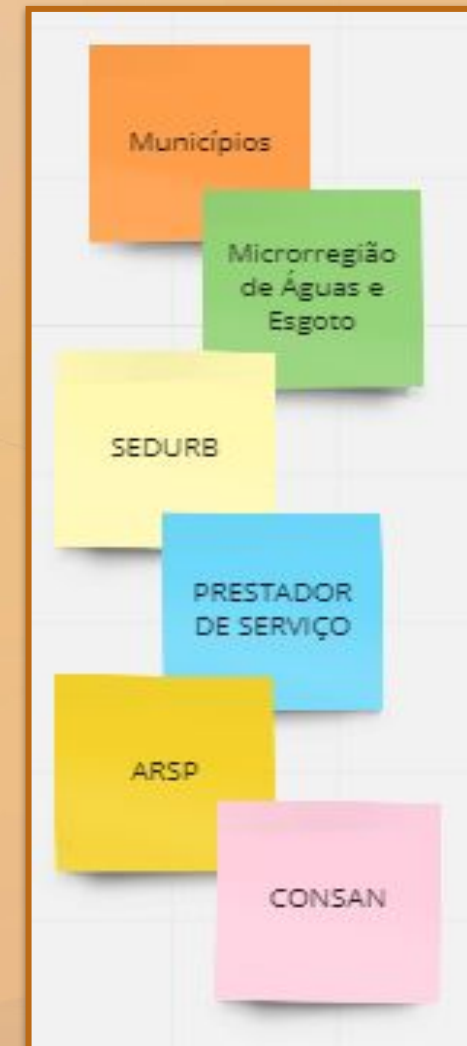 Municípios
Microrregião
de Águas e
Esgoto
SEDURB
PRESTADOR
DE SERVIÇO
ARSP
CONSAN